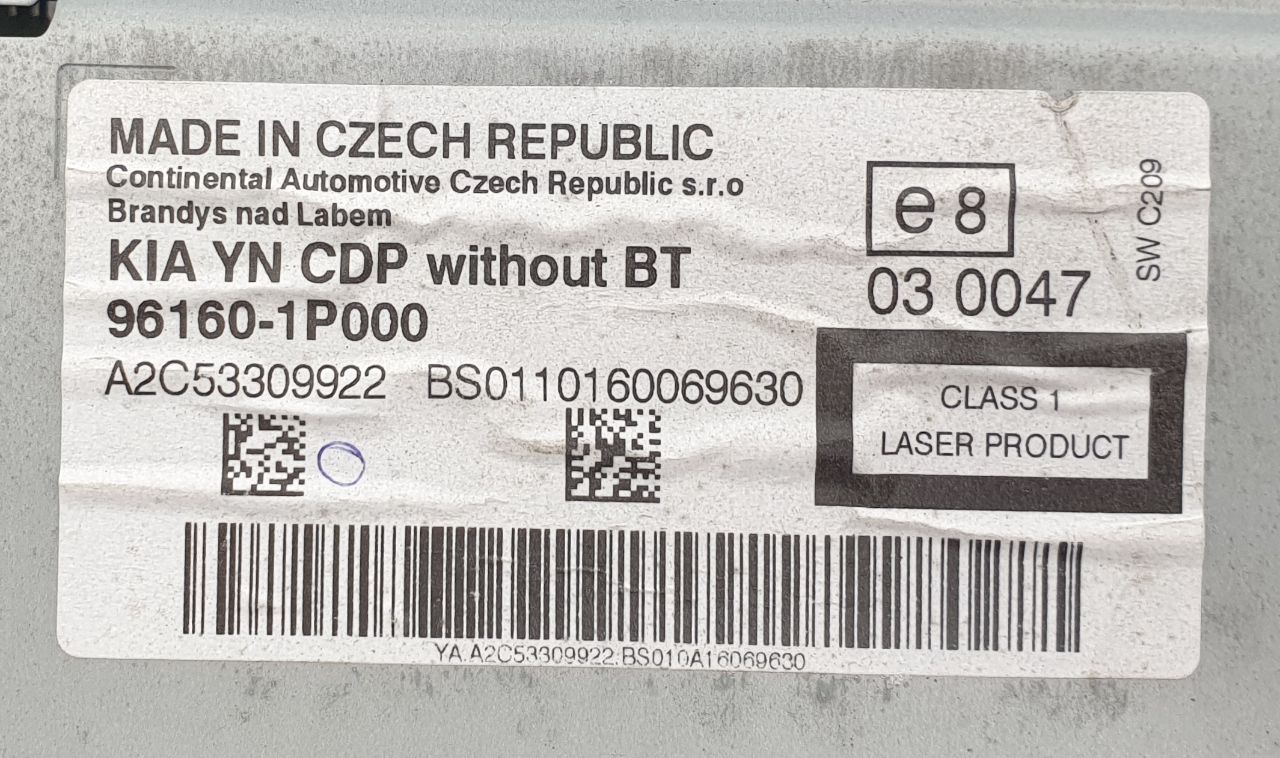 MADE IN CZECH REPUBLIC
Continental Automotive Czech Republic s.r.o
Brandys nad Labem
KIA YN CDP without BT
96160-1P000
A2C53309922 BS0110160069630
e8
03 0047
SW C209
CLASS 1
LASER PRODUCT
YA.A2C53309922.BS010A16069630